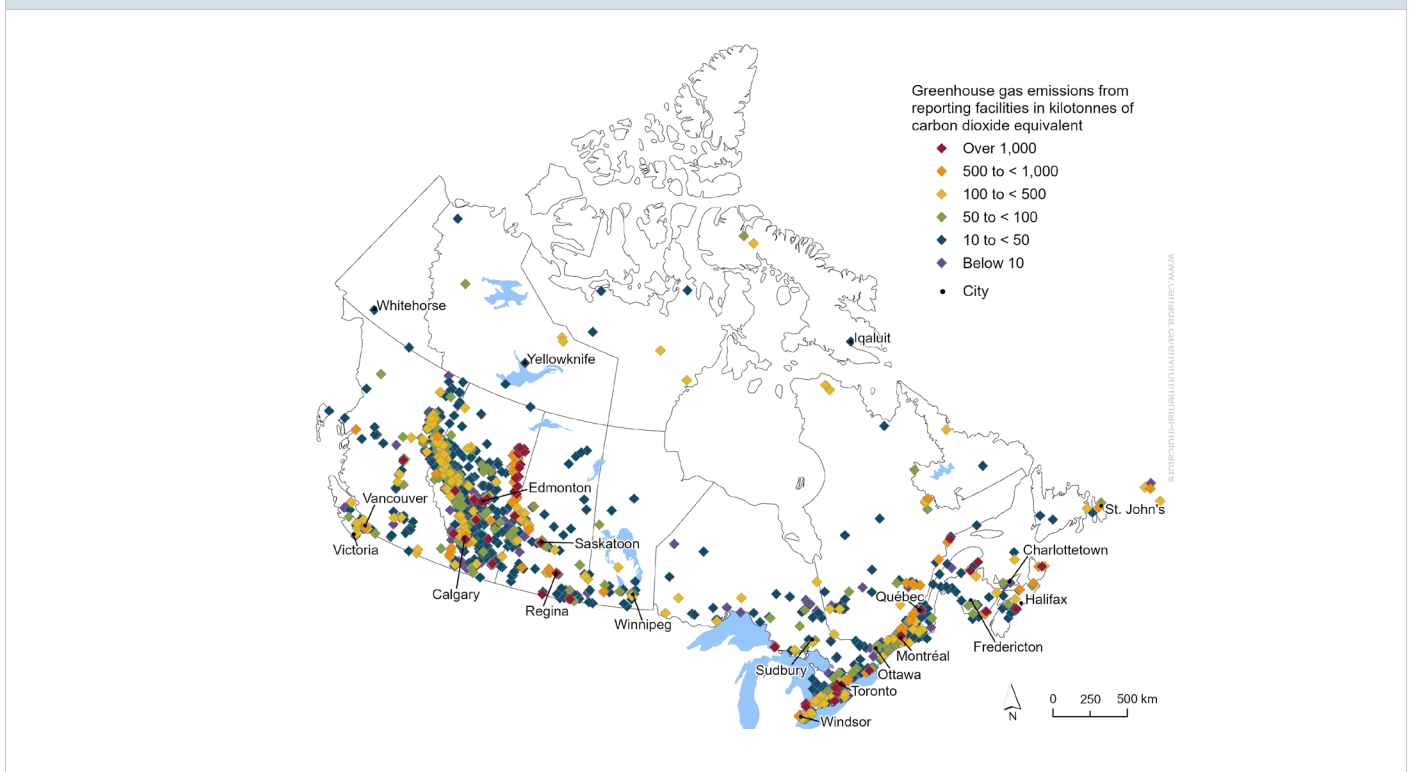 Greenhouse gas emissions from
reporting facilities in kilotonnes of
carbon dioxide equivalent
Over 1,000
500 to < 1,000
100 to < 500
50 to < 100
10 to < 50
Below 10
City
Whitehorse
Iqaluit
Yellowknife
Edmonton
Vancouver
St. John's
Victoria
Saskatoon
Charlottetown
Calgary
Regina
Québec
Halifax
Winnipeg
Fredericton
Montréal
Sudbury
Ottawa
Toronto
Windsor
N
0 250 500 km